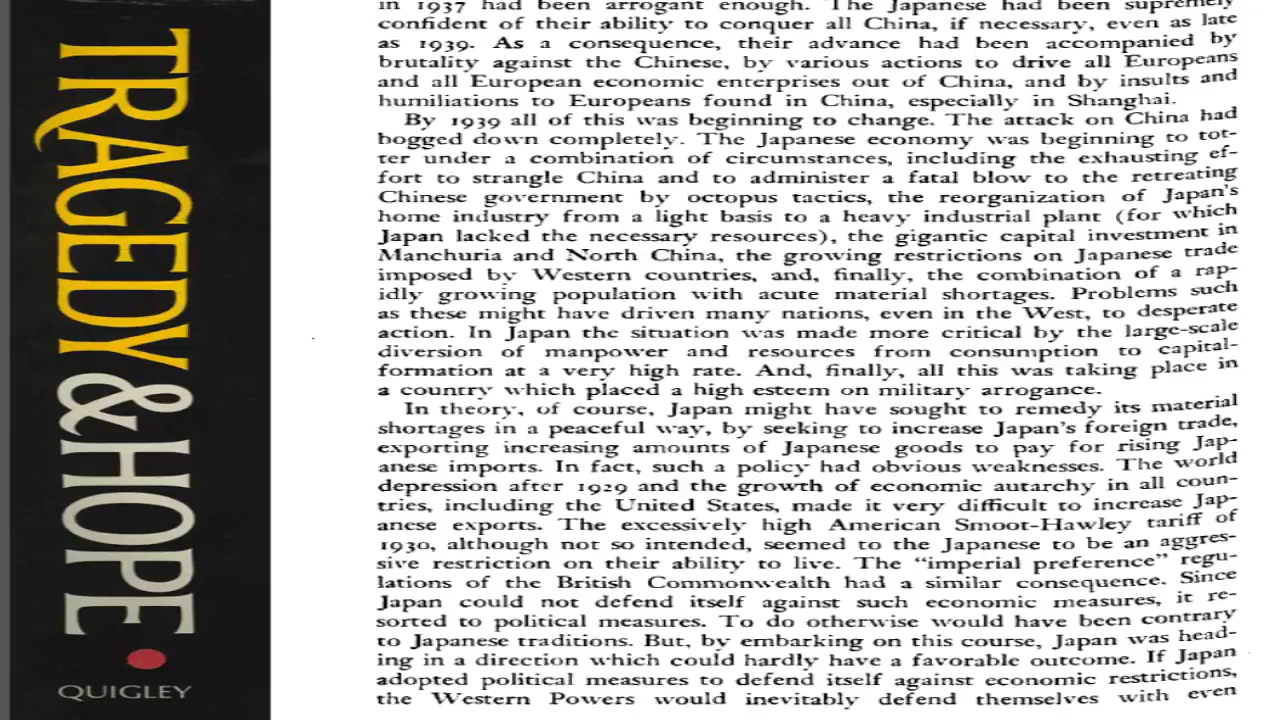 TRAGEDY & HOPE
QUIGLEY
in 1937 had been arrogant enough. The Japanese had been supremely
confident of their ability to conquer all China, if necessary, even as late
as 1939. As a consequence, their advance had been accompanied by
brutality against the Chinese, by various actions to drive all Europeans
and all European economic enterprises out of China, and by insults and
humiliations to Europeans found in China, especially in Shanghai.
By 1939 all of this was beginning to change. The attack on China had
bogged down completely. The Japanese economy was beginning to tot-
ter under a combination of circumstances, including the exhausting ef-
fort to strangle China and to administer a fatal blow to the retreating
Chinese government by octopus tactics, the reorganization of Japan's
home industry from a light basis to a heavy industrial plant (for which
Japan lacked the necessary resources), the gigantic capital investment in
Manchuria and North China, the growing restrictions on Japanese trade
imposed by Western countries, and, finally, the combination of a rap-
idly growing population with acute material shortages. Problems such
as these might have driven many nations, even in the West, to desperate
action. In Japan the situation was made more critical by the large-scale
diversion of manpower and resources from consumption to capital-
formation at a very high rate. And, finally, all this was taking place in
a country which placed a high esteem on military arrogance.
In theory, of course, Japan might have sought to remedy its material
shortages in a peaceful way, by seeking to increase Japan's foreign trade,
exporting increasing amounts of Japanese goods to pay for rising Jap-
anese imports. In fact, such a policy had obvious weaknesses. The world
depression after 1929 and the growth of economic autarchy in all coun-
tries, including the United States, made it very difficult to increase Jap-
anese exports. The excessively high American Smoot-Hawley tariff of
1930, although not so intended, seemed to the Japanese to be an aggres-
sive restriction on their ability to live. The "imperial preference" regu-
lations of the British Commonwealth had a similar consequence. Since
Japan could not defend itself against such economic measures, it re-
sorted to political measures. To do otherwise would have been contrary
to Japanese traditions. But, by embarking on this course, Japan was head-
ing in a direction which could hardly have a favorable outcome. If Japan
adopted political measures to defend itself against economic restrictions,
the Western Powers would inevitably defend themselves with even